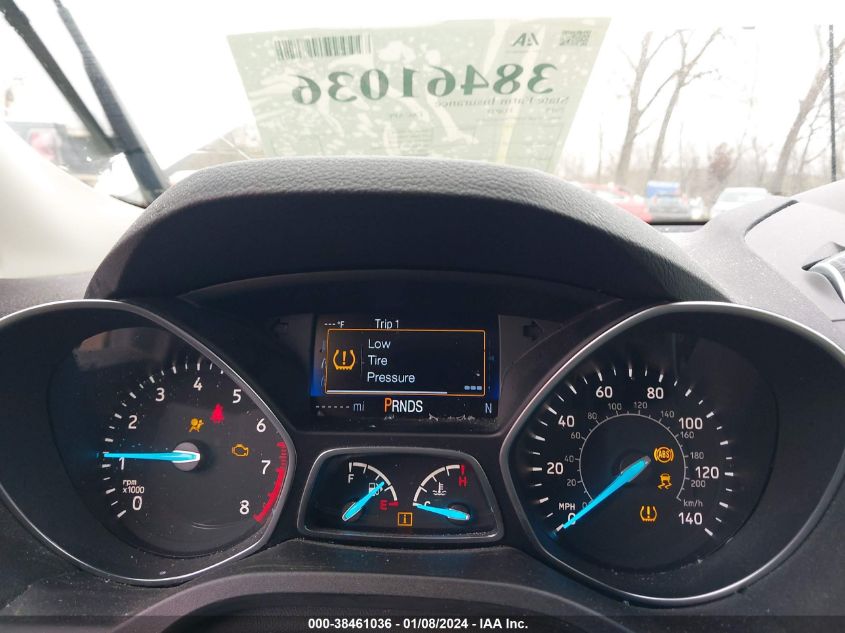 IAA
38461036
State Farm Insurance
---°F Trip 1
Low
Tire
Pressure
------ mi PRNDS N
0 1 2 3 4 5 6 7 8
rpm
x1000
F E
C H
0 20 40 60 80 100 120 140
MPH
20 40 60 80 100 120 140 160 180 200
km/h
ABS
000-38461036 - 01/08/2024 - © IAA Inc.